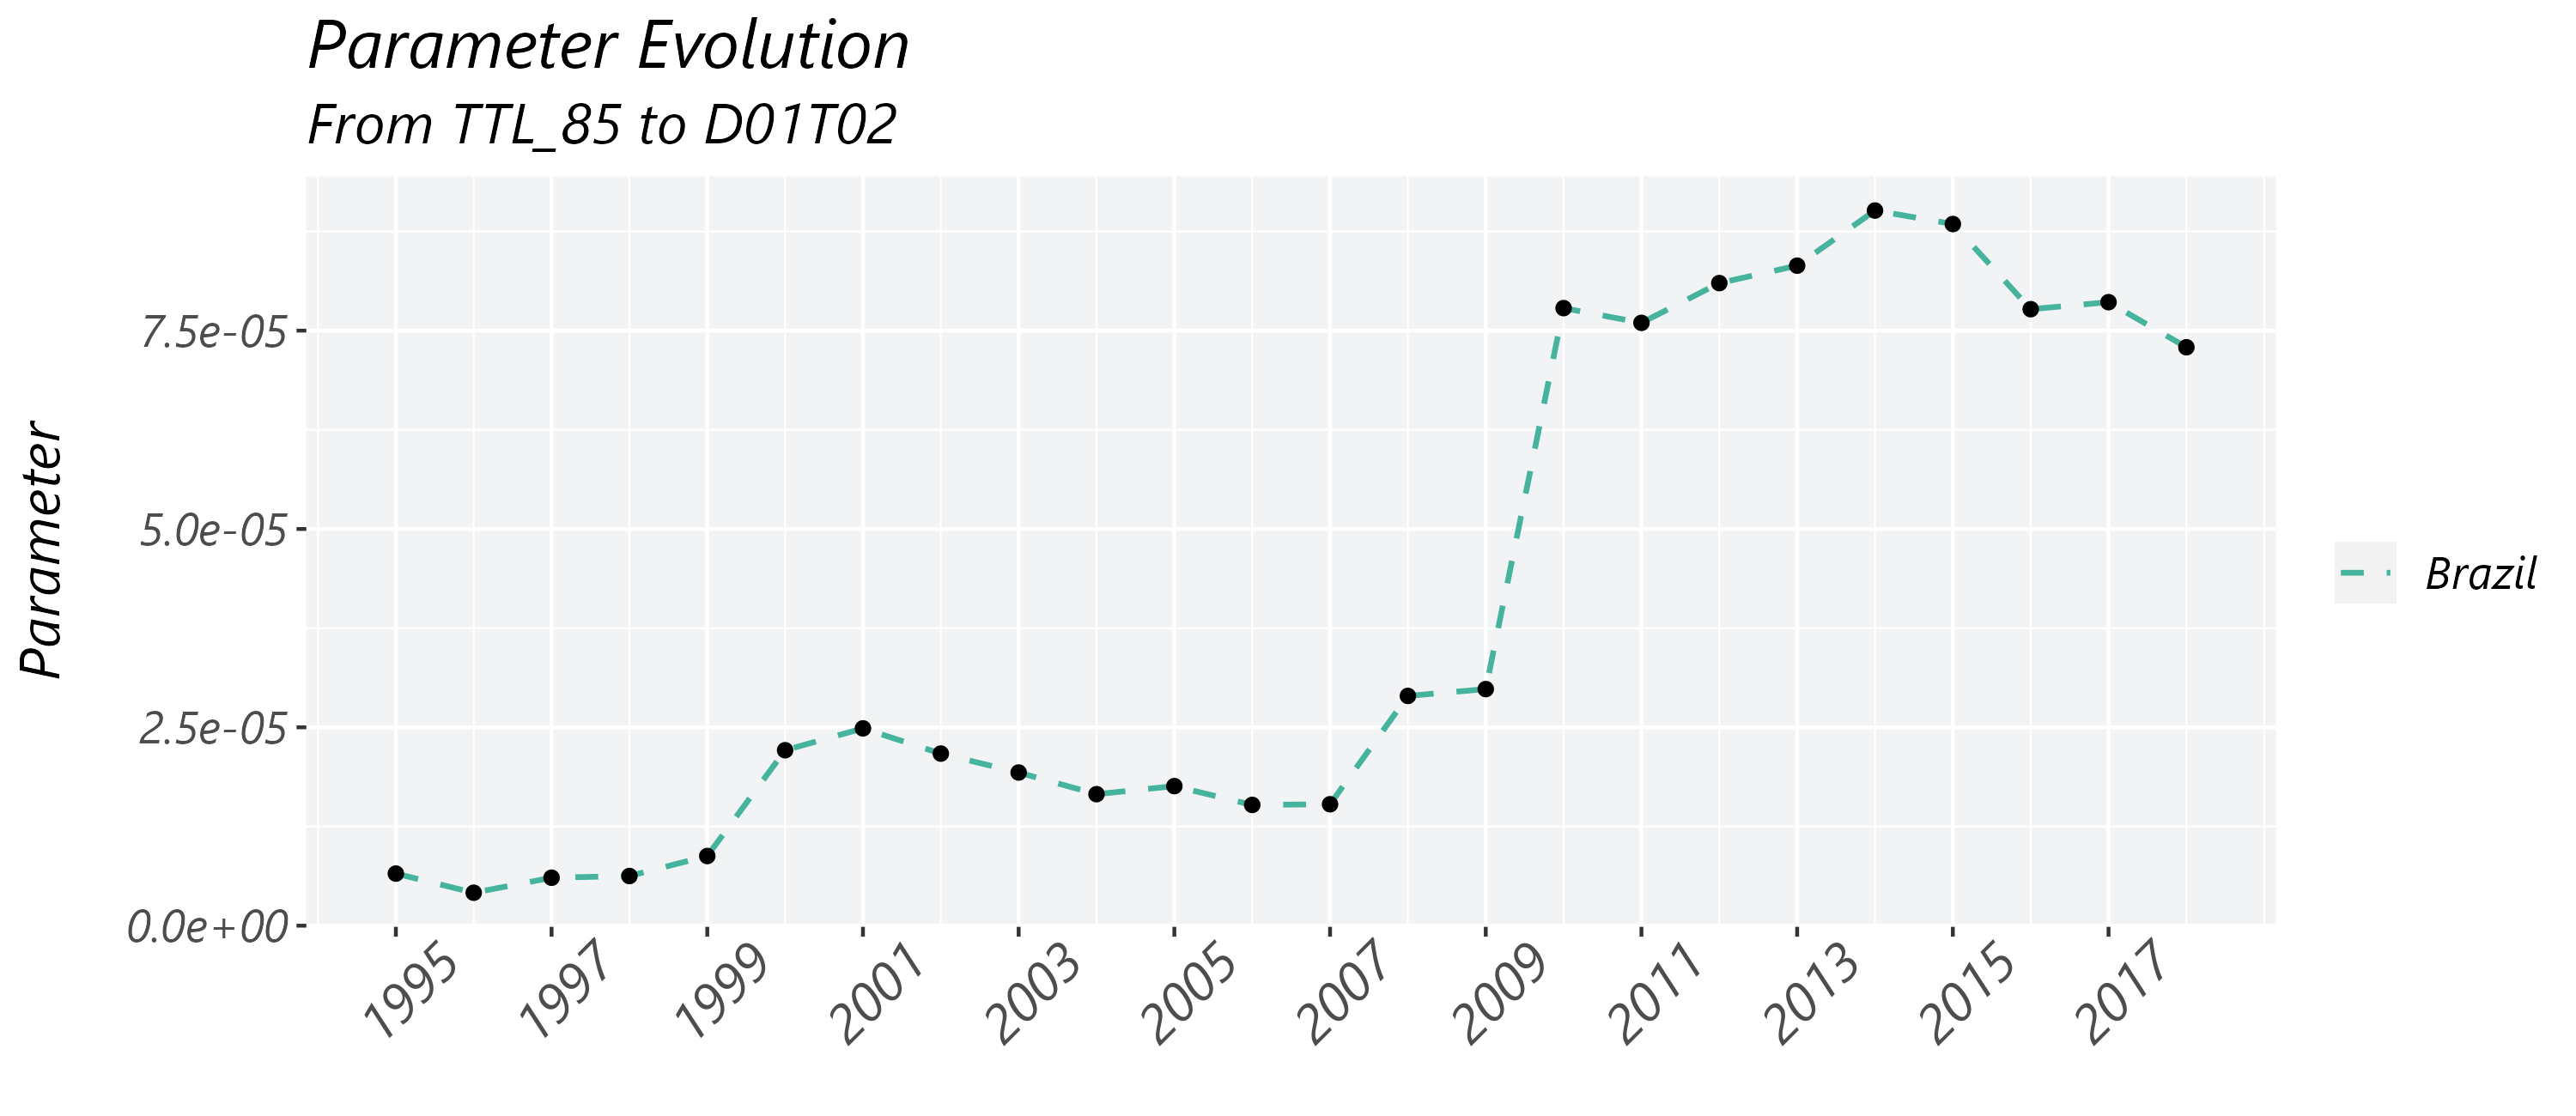 Parameter Evolution
From TTL_85 to D01T02
Parameter
7.5e-05
5.0e-05
2.5e-05
0.0e+00
1995
1997
1999
2001
2003
2005
2007
2009
2011
2013
2015
2017
Brazil